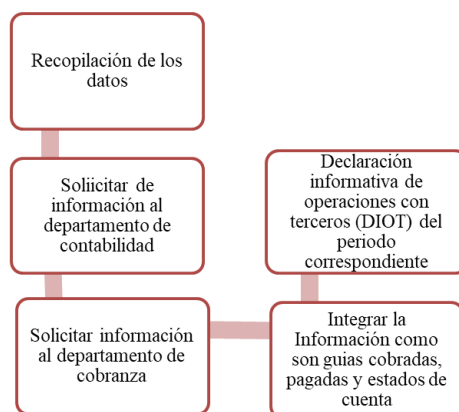 Recopilación de los
datos
Soliicitar de
información al
departamento de
contabilidad
Solicitar información
al departamento de
cobranza
Integrar la
Información como
son guias cobradas,
pagadas y estados de
cuenta
Declaración
informativa de
operaciones con
terceros (DIOT) del
periodo
correspondiente